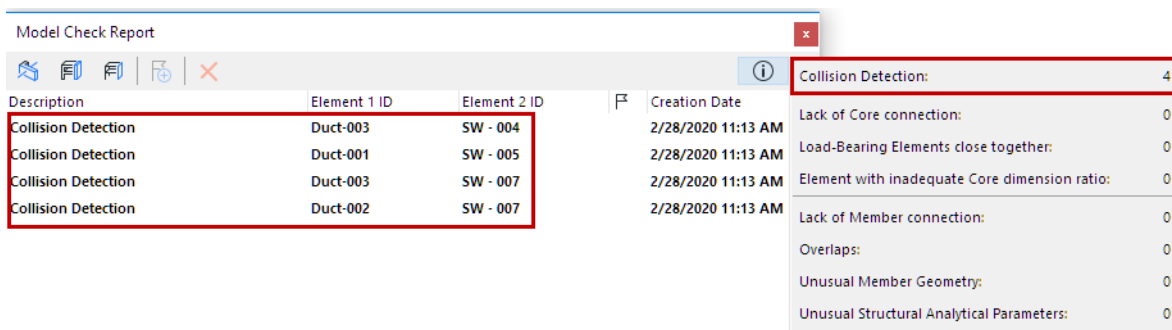 Model Check Report
x
Description Element 1 ID Element 2 ID Creation Date
Collision Detection Duct-003 SW - 004 2/28/2020 11:13 AM
Collision Detection Duct-001 SW - 005 2/28/2020 11:13 AM
Collision Detection Duct-003 SW - 007 2/28/2020 11:13 AM
Collision Detection Duct-002 SW - 007 2/28/2020 11:13 AM
Collision Detection: 4
Lack of Core connection: 0
Load-Bearing Elements close together: 0
Element with inadequate Core dimension ratio: 0
Lack of Member connection: 0
Overlaps: 0
Unusual Member Geometry: 0
Unusual Structural Analytical Parameters: 0